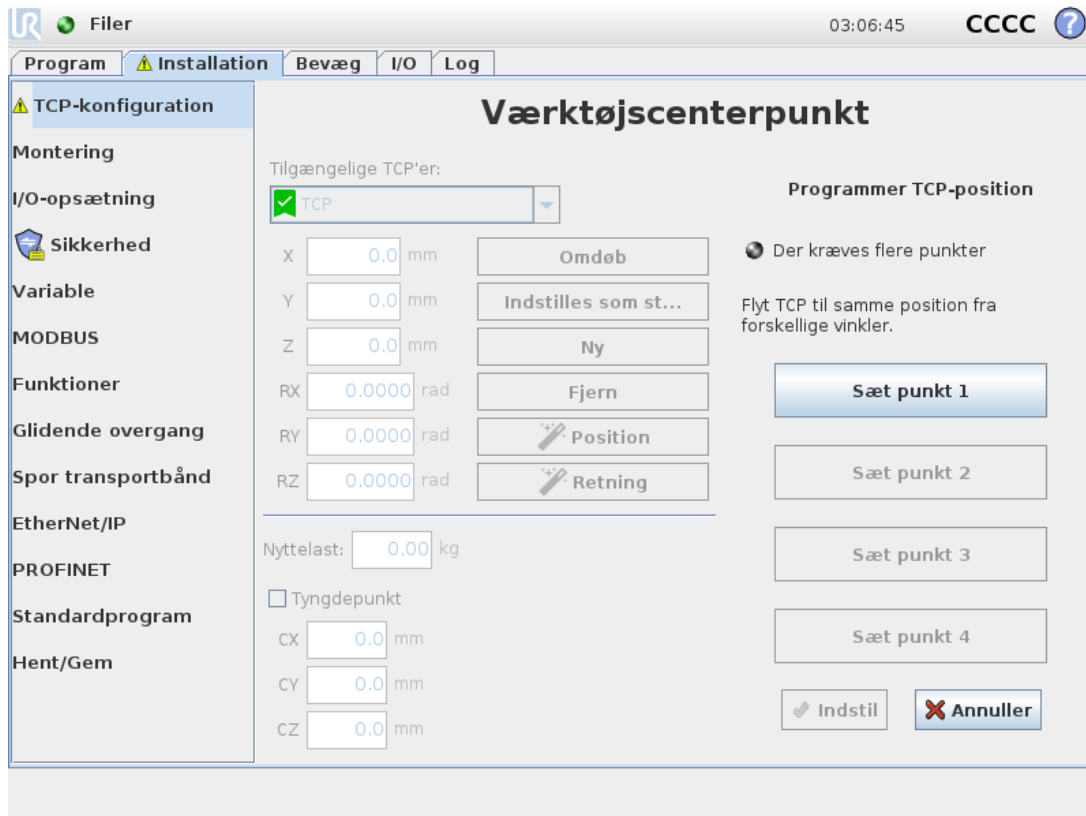 UR Filer 03:06:45 CCCC ?
Program Installation Bevæg I/O Log
TCP-konfiguration
Montering
I/O-opsætning
Sikkerhed
Variable
MODBUS
Funktioner
Glidende overgang
Spor transportbånd
EtherNet/IP
PROFINET
Standardprogram
Hent/Gem
Værktøjscenterpunkt
Tilgængelige TCP'er:
TCP
X 0.0 mm Omdøb
Y 0.0 mm Indstilles som st...
Z 0.0 mm Ny
RX 0.0000 rad Fjern
RY 0.0000 rad Position
RZ 0.0000 rad Retning
Nyttelast: 0.00 kg
Tyngdepunkt
CX 0.0 mm
CY 0.0 mm
CZ 0.0 mm
Programmer TCP-position
Der kræves flere punkter
Flyt TCP til samme position fra
forskellige vinkler.
Sæt punkt 1
Sæt punkt 2
Sæt punkt 3
Sæt punkt 4
Indstil Annuller